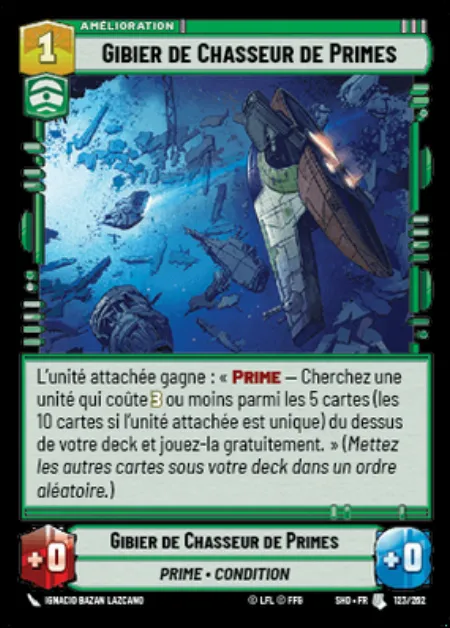 AMÉLIORATION
1
GIBIER DE CHASSEUR DE PRIMES
L'unité attachée gagne : « PRIME – Cherchez une
unité qui coûte 3 ou moins parmi les 5 cartes (les
10 cartes si l'unité attachée est unique) du dessus
de votre deck et jouez-la gratuitement. » (Mettez
les autres cartes sous votre deck dans un ordre
aléatoire.)
+0
GIBIER DE CHASSEUR DE PRIMES
+0
PRIME • CONDITION
IGNACIO BAZAN LAZCANO
© LFL © FFG
SHD • FR
123/262